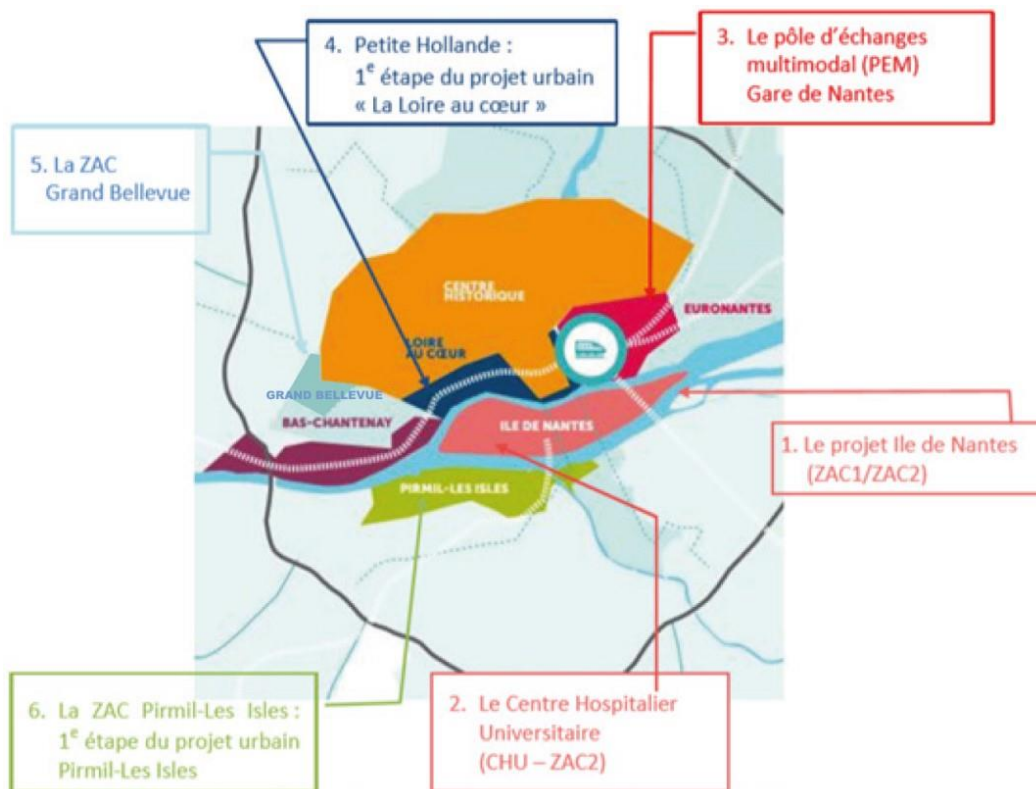 4. Petite Hollande :
1e étape du projet urbain
« La Loire au cœur »
3. Le pôle d’échanges
multimodal (PEM)
Gare de Nantes
5. La ZAC
Grand Bellevue
CENTRE
HISTORIQUE
EURONANTES
LOIRE
AU CŒUR
GRAND BELLEVUE
BAS-CHANTENAY
ILE DE NANTES
PIRMIL-LES ISLES
1. Le projet Ile de Nantes
(ZAC1/ZAC2)
6. La ZAC Pirmil-Les Isles :
1e étape du projet urbain
Pirmil-Les Isles
2. Le Centre Hospitalier
Universitaire
(CHU – ZAC2)